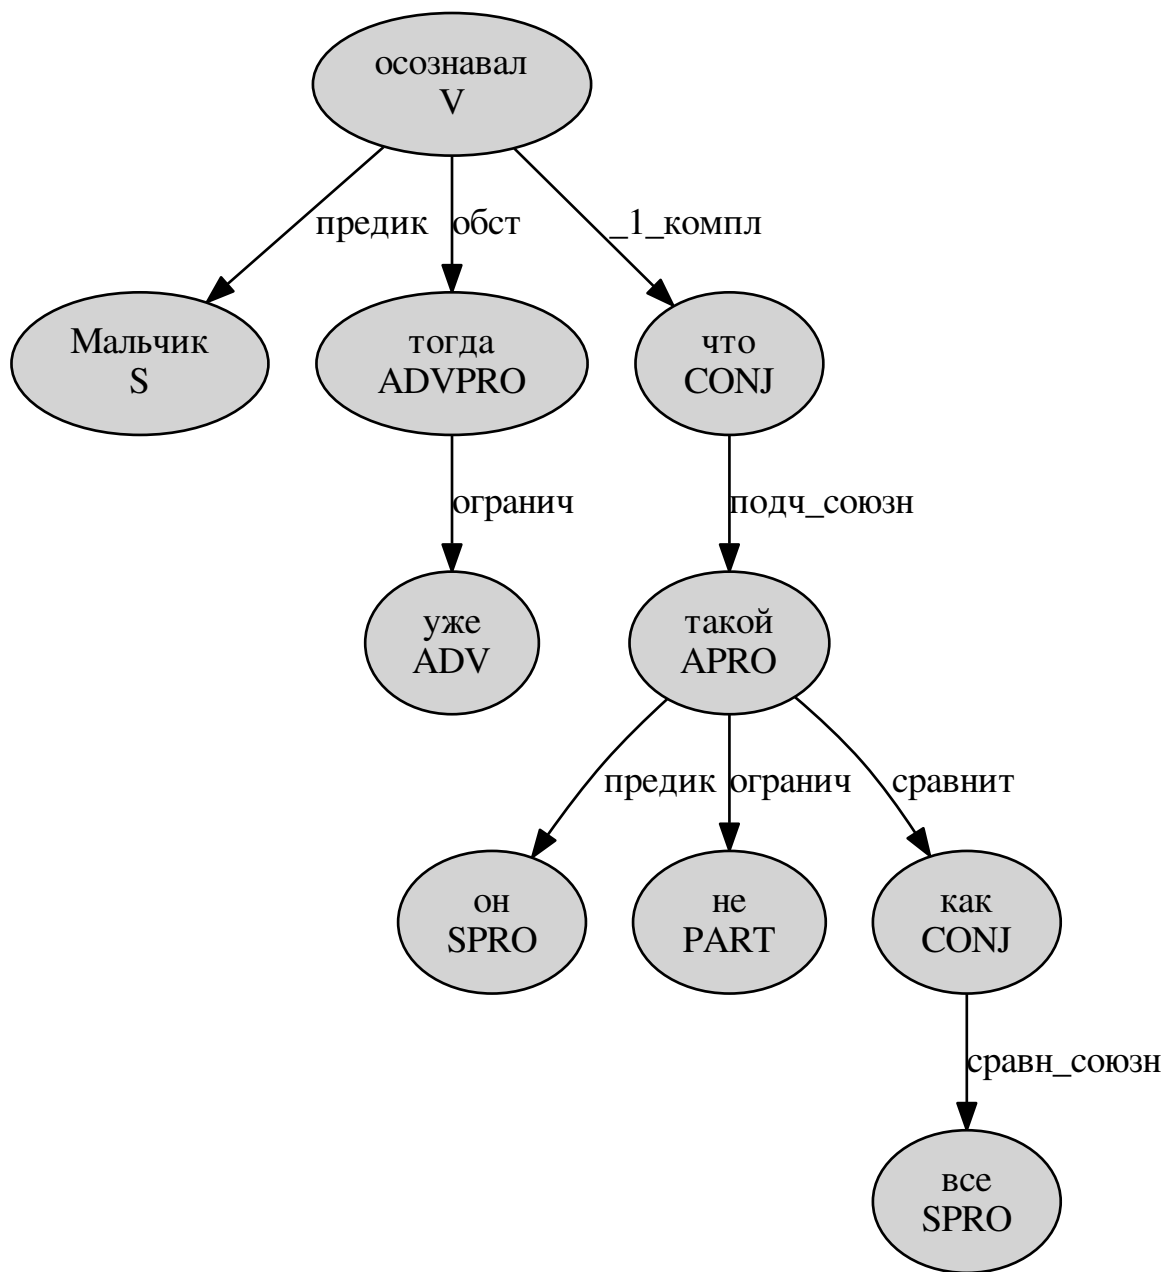 осознавал
V
предик
обст
_1_компл
Мальчик
S
тогда
ADVPRO
что
CONJ
огранич
подч_союзн
уже
ADV
такой
APRO
предик
огранич
сравнит
он
SPRO
не
PART
как
CONJ
сравн_союзн
все
SPRO